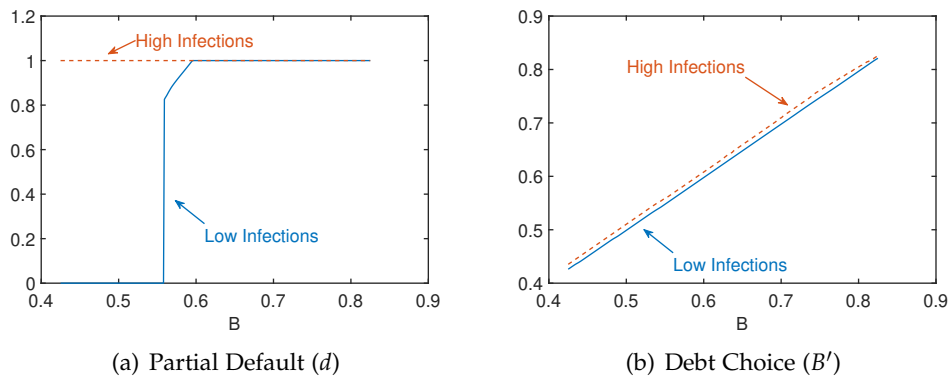 1.2
High Infections
1
0.8
0.6
0.4
Low Infections
0.2
0
0.4 0.5 0.6 0.7 0.8 0.9
B
(a) Partial Default (d)
0.9
0.8
High Infections
0.7
0.6
0.5
Low Infections
0.4
0.4 0.5 0.6 0.7 0.8 0.9
B
(b) Debt Choice (B′)